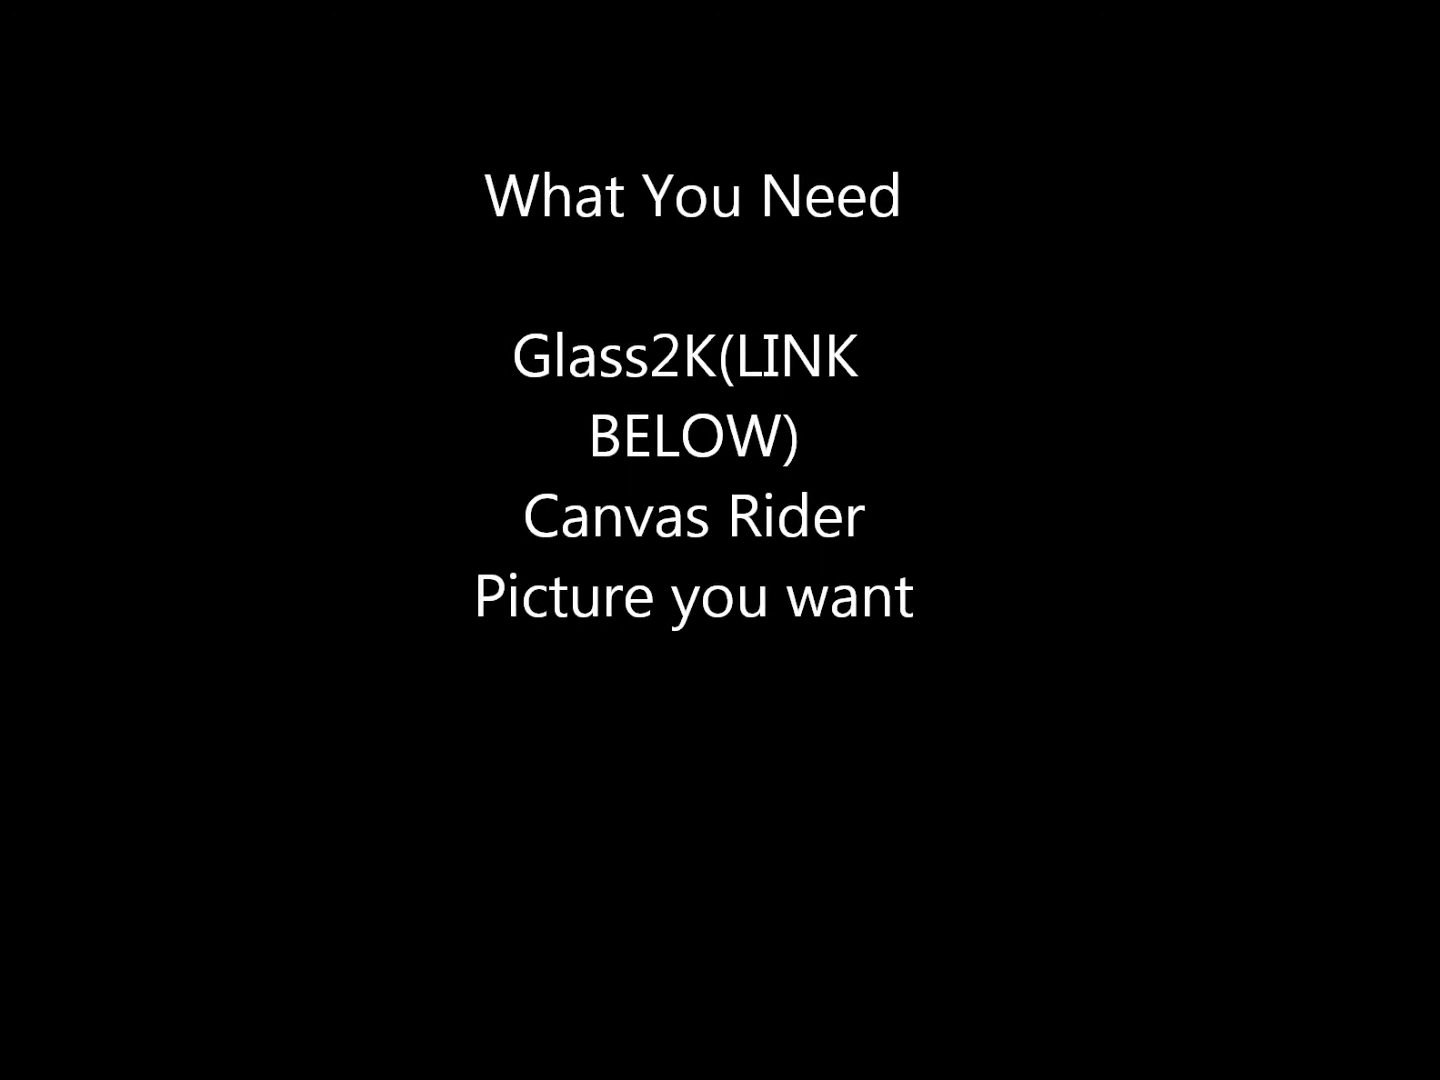 What You Need
Glass2K(LINK
BELOW)
Canvas Rider
Picture you want